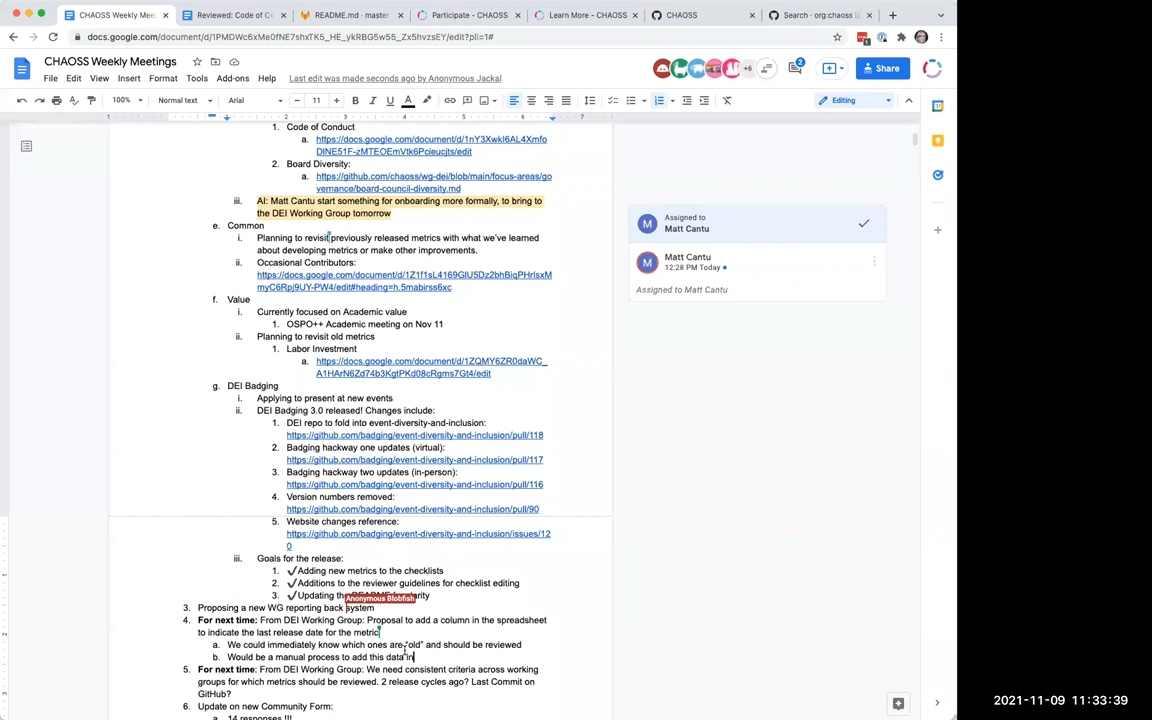 CHAOSS Weekly Meet
Reviewed: Code of C
README.md · master
Participate - CHAOSS
Learn More - CHAOSS
CHAOSS
Search · org:chaoss
docs.google.com/document/d/1PMDWc6xMe0fNE7shxTK5_HE_ykRBG5w55_Zx5hvzsEY/edit?pli=1#
CHAOSS Weekly Meetings
File Edit View Insert Format Tools Add-ons Help Last edit was made seconds ago by Anonymous Jackal
+6 2 Share
100% Normal text Arial 11 Editing
1 1 2 3 4 5 6 7
1. Code of Conduct
a. https://docs.google.com/document/d/1nY3XwkI6AL4Xmfo
DINE51F-zMTEOEmVtk6Pcieucjts/edit
2. Board Diversity:
a. https://github.com/chaoss/wg-dei/blob/main/focus-areas/go
vernance/board-council-diversity.md
iii. AI: Matt Cantu start something for onboarding more formally, to bring to
the DEI Working Group tomorrow
e. Common
i. Planning to revisit previously released metrics with what we've learned
about developing metrics or make other improvements.
ii. Occasional Contributors:
https://docs.google.com/document/d/1Z1f1sL4169GlU5Dz2bhBiqPHrlsxM
myC6Rpj9UY-PW4/edit#heading=h.5mabirss6xc
f. Value
i. Currently focused on Academic value
1. OSPO++ Academic meeting on Nov 11
ii. Planning to revisit old metrics
1. Labor Investment
a. https://docs.google.com/document/d/1ZQMY6ZR0daWC_
A1HArN6Zd74b3KgtPKd08cRgms7Gt4/edit
g. DEI Badging
i. Applying to present at new events
ii. DEI Badging 3.0 released! Changes include:
1. DEI repo to fold into event-diversity-and-inclusion:
https://github.com/badging/event-diversity-and-inclusion/pull/118
2. Badging hackway one updates (virtual):
https://github.com/badging/event-diversity-and-inclusion/pull/117
3. Badging hackway two updates (in-person):
https://github.com/badging/event-diversity-and-inclusion/pull/116
4. Version numbers removed:
https://github.com/badging/event-diversity-and-inclusion/pull/90
5. Website changes reference:
https://github.com/badging/event-diversity-and-inclusion/issues/12
0
iii. Goals for the release:
1. ✔Adding new metrics to the checklists
2. ✔Additions to the reviewer guidelines for checklist editing
3. ✔Updating the
Anonymous Blobfish
3. Proposing a new WG reporting back system
4. For next time: From DEI Working Group: Proposal to add a column in the spreadsheet
to indicate the last release date for the metric
a. We could immediately know which ones are "old" and should be reviewed
b. Would be a manual process to add this data in
5. For next time: From DEI Working Group: We need consistent criteria across working
groups for which metrics should be reviewed. 2 release cycles ago? Last Commit on
GitHub?
6. Update on new Community Form:
a. 14 responses !!!
Assigned to
Matt Cantu
Matt Cantu
12:28 PM Today
Assigned to Matt Cantu
2021-11-09 11:33:39